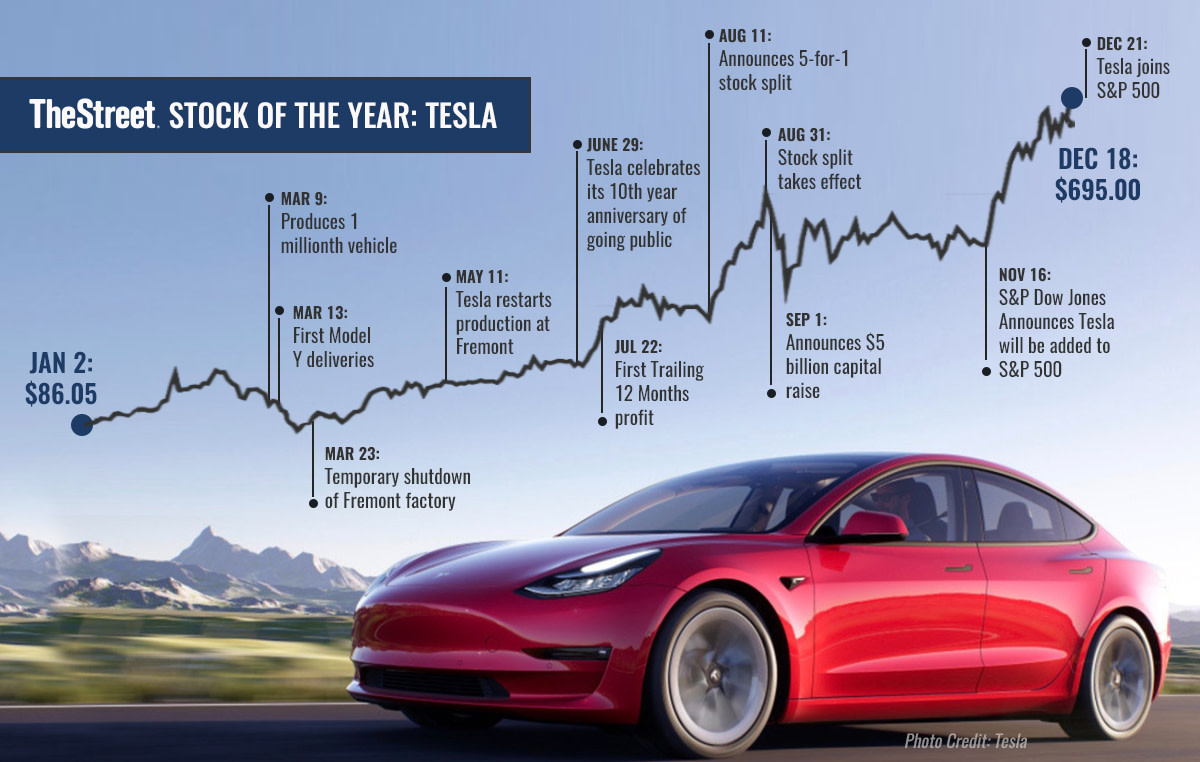 TheStreet. STOCK OF THE YEAR: TESLA
JAN 2:
$86.05
MAR 9:
Produces 1
millionth vehicle
MAR 13:
First Model
Y deliveries
MAR 23:
Temporary shutdown
of Fremont factory
MAY 11:
Tesla restarts
production at
Fremont
JUNE 29:
Tesla celebrates
its 10th year
anniversary of
going public
JUL 22:
First Trailing
12 Months
profit
AUG 11:
Announces 5-for-1
stock split
AUG 31:
Stock split
takes effect
SEP 1:
Announces $5
billion capital
raise
NOV 16:
S&P Dow Jones
Announces Tesla
will be added to
S&P 500
DEC 21:
Tesla joins
S&P 500
DEC 18:
$695.00
Photo Credit: Tesla